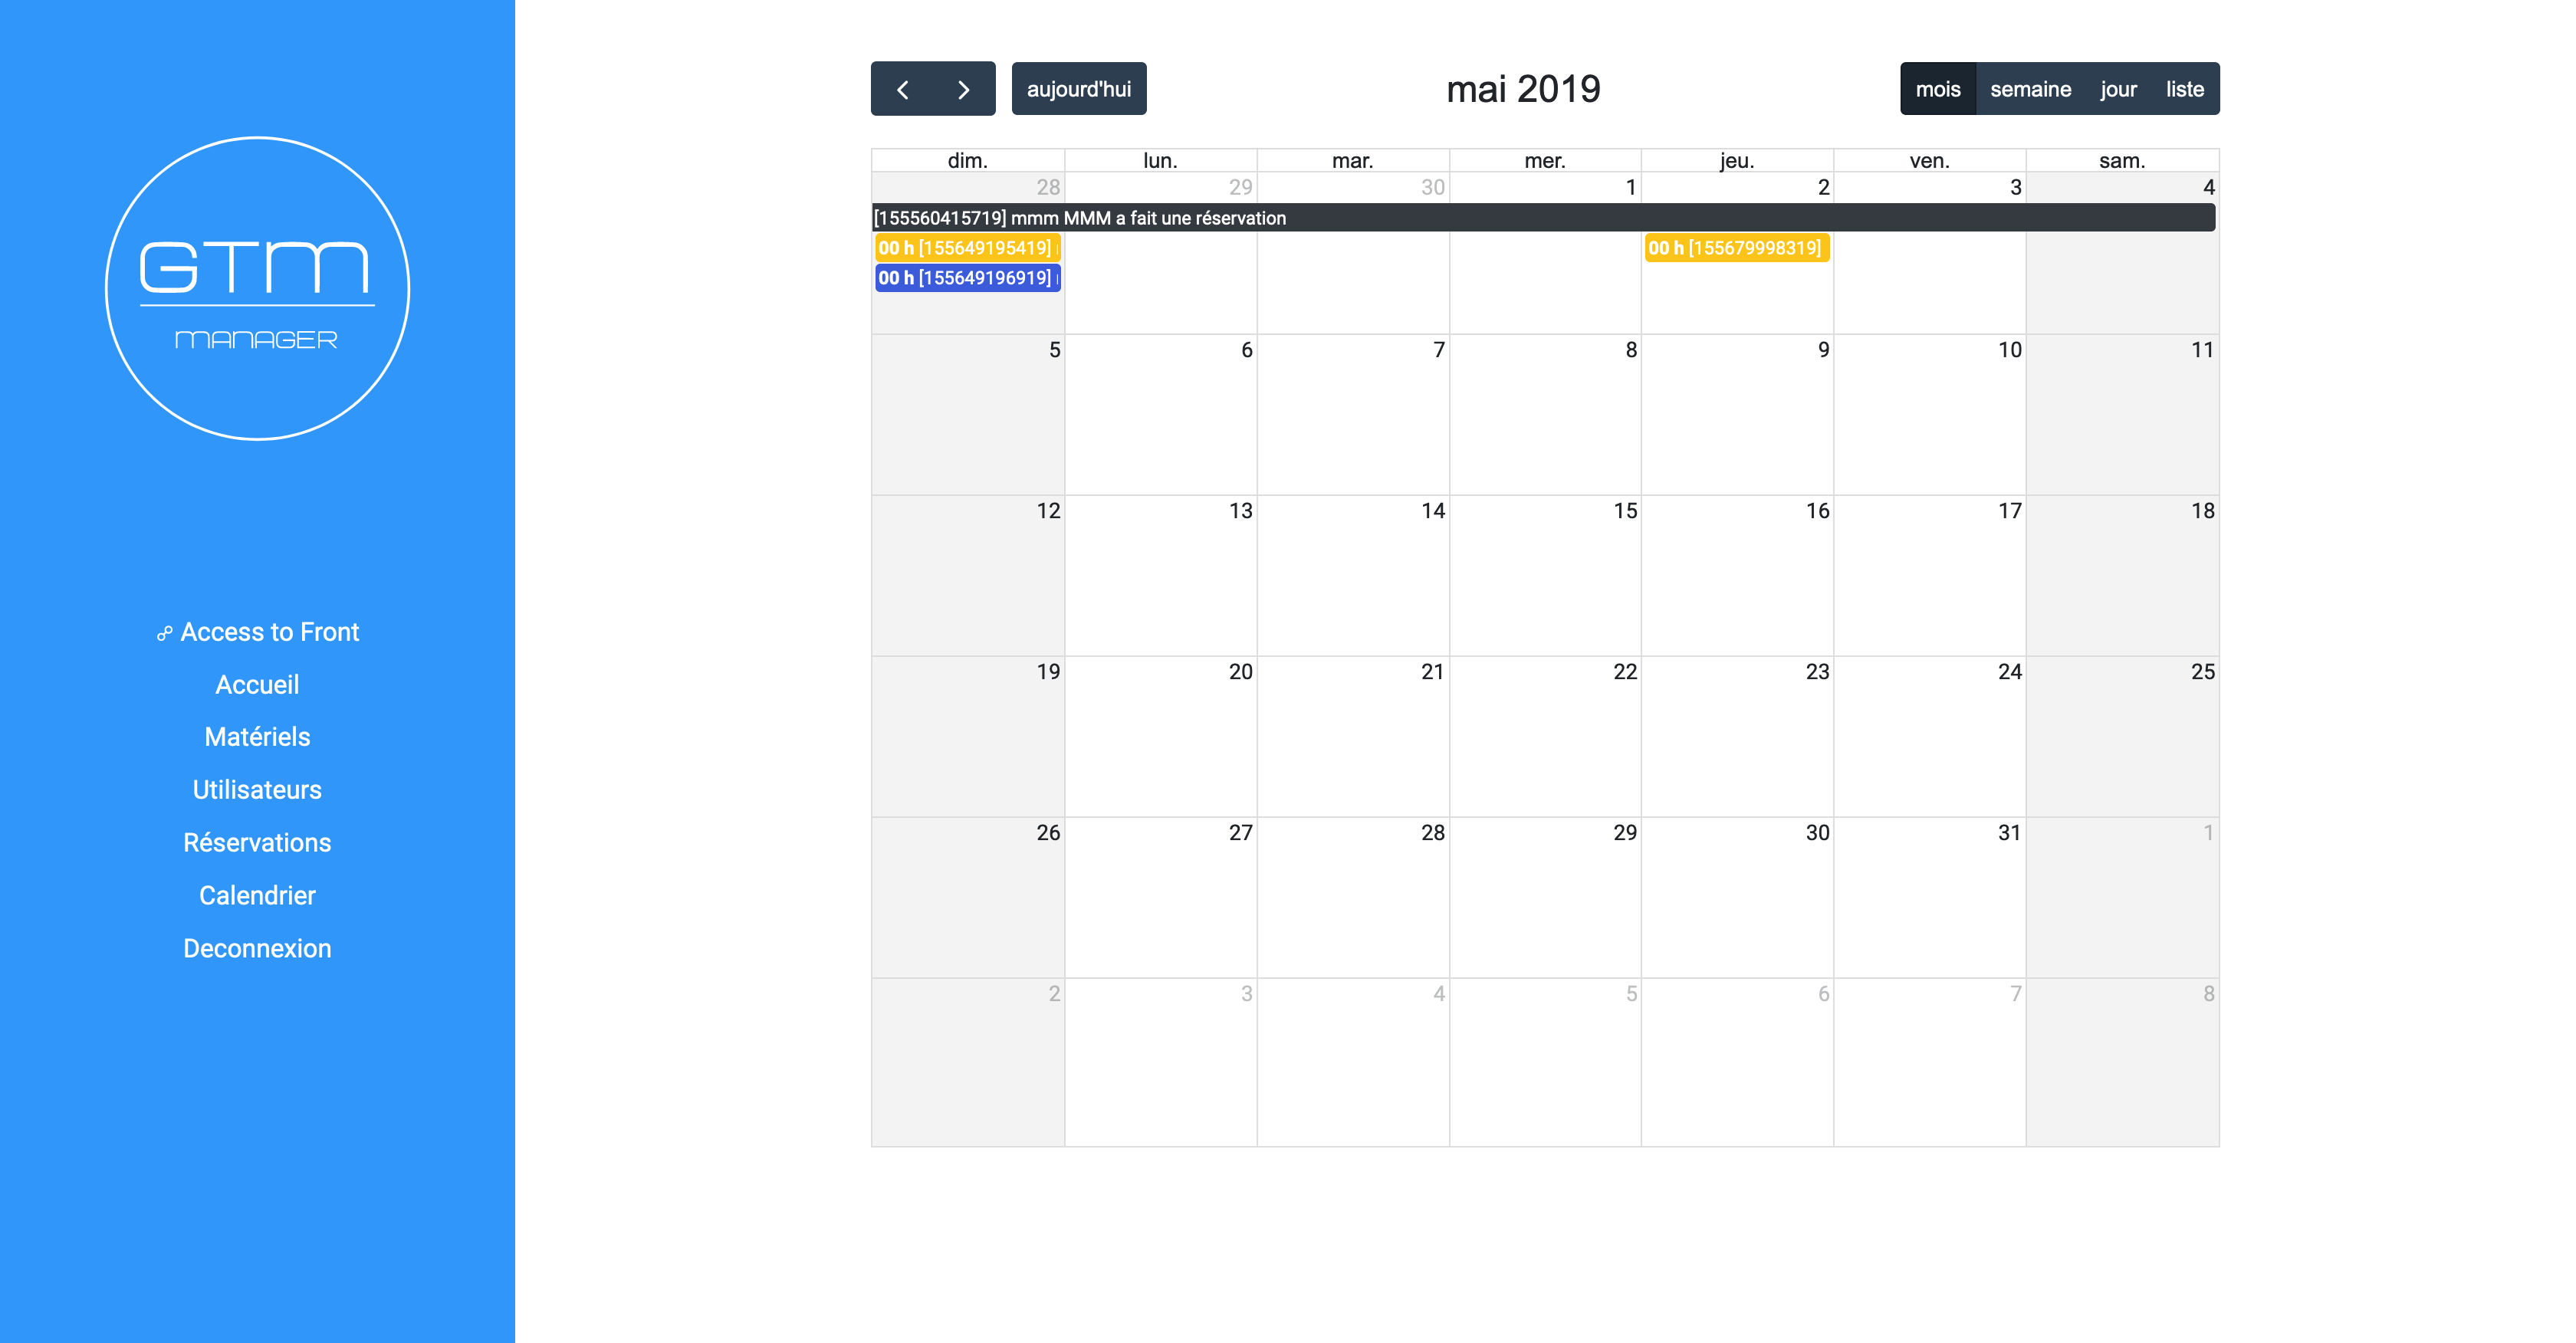 GTM
MANAGER
Access to Front
Accueil
Matériels
Utilisateurs
Réservations
Calendrier
Deconnexion
aujourd'hui
mai 2019
mois semaine jour liste
dim. lun. mar. mer. jeu. ven. sam.
28 29 30 1 2 3 4
[155560415719] mmm MMM a fait une réservation
00 h [155649195419] 00 h [155679998319]
00 h [155649196919]
5 6 7 8 9 10 11
12 13 14 15 16 17 18
19 20 21 22 23 24 25
26 27 28 29 30 31 1
2 3 4 5 6 7 8